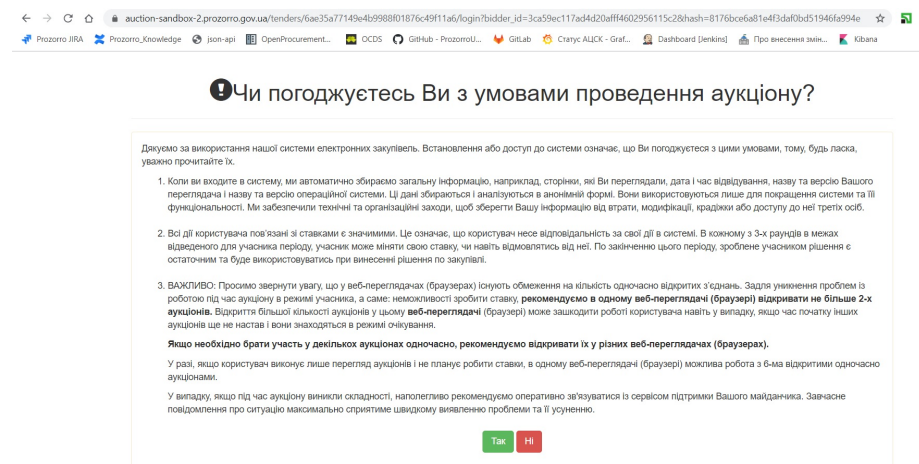 auction-sandbox-2.prozorro.gov.ua/tenders/6ae35a77149e4b9988f01876c49f11a6/login?bidder_id=3ca59ec117ad4d20afff4602956115c2&hash=8176bce6a81e4f3daf0bd51946fa994e
Prozorro JIRA Prozorro_Knowledge json-api OpenProcurement... OCDS GitHub - ProzorroU... GitLab Статус АЦСК - Graf... Dashboard [Jenkins] Про внесення змін... Kibana
Чи погоджуєтесь Ви з умовами проведення аукціону?
Дякуємо за використання нашої системи електронних закупівель. Встановлення або доступ до системи означає, що Ви погоджуєтеся з цими умовами, тому, будь ласка,
уважно прочитайте їх.
1. Коли ви входите в систему, ми автоматично збираємо загальну інформацію, наприклад, сторінки, які Ви переглядали, дата і час відвідування, назву та версію Вашого
переглядача і назву та версію операційної системи. Ці дані збираються і аналізуються в анонімній формі. Вони використовуються лише для покращення системи та її
функціональності. Ми забезпечили технічні та організаційні заходи, щоб зберегти Вашу інформацію від втрати, модифікації, крадіжки або доступу до неї третіх осіб.
2. Всі дії користувача пов'язані зі ставками є значимими. Це означає, що користувач несе відповідальність за свої дії в системі. В кожному з 3-х раундів в межах
відведеного для учасника періоду, учасник може міняти свою ставку, чи навіть відмовлятись від неї. По закінченню цього періоду, зроблене учасником рішення є
остаточним та буде використовуватись при винесенні рішення по закупівлі.
3. ВАЖЛИВО: Просимо звернути увагу, що у веб-переглядачах (браузерах) існують обмеження на кількість одночасно відкритих з'єднань. Задля уникнення проблем із
роботою під час аукціону в режимі учасника, а саме: неможливості зробити ставку, рекомендуємо в одному веб-переглядачі (браузері) відкривати не більше 2-х
аукціонів. Відкриття більшої кількості аукціонів у цьому веб-переглядачі (браузері) може зашкодити роботі користувача навіть у випадку, якщо час початку інших
аукціонів ще не настав і вони знаходяться в режимі очікування.
Якщо необхідно брати участь у декількох аукціонах одночасно, рекомендуємо відкривати їх у різних веб-переглядачах (браузерах).
У разі, якщо користувач виконує лише перегляд аукціонів і не планує робити ставки, в одному веб-переглядачі (браузері) можлива робота з 6-ма відкритими одночасно
аукціонами.
У випадку, якщо під час аукціону виникли складності, наполегливо рекомендуємо оперативно зв'язуватися із сервісом підтримки Вашого майданчика. Завчасне
повідомлення про ситуацію максимально сприятиме швидкому виявленню проблеми та її усуненню.
Так Ні